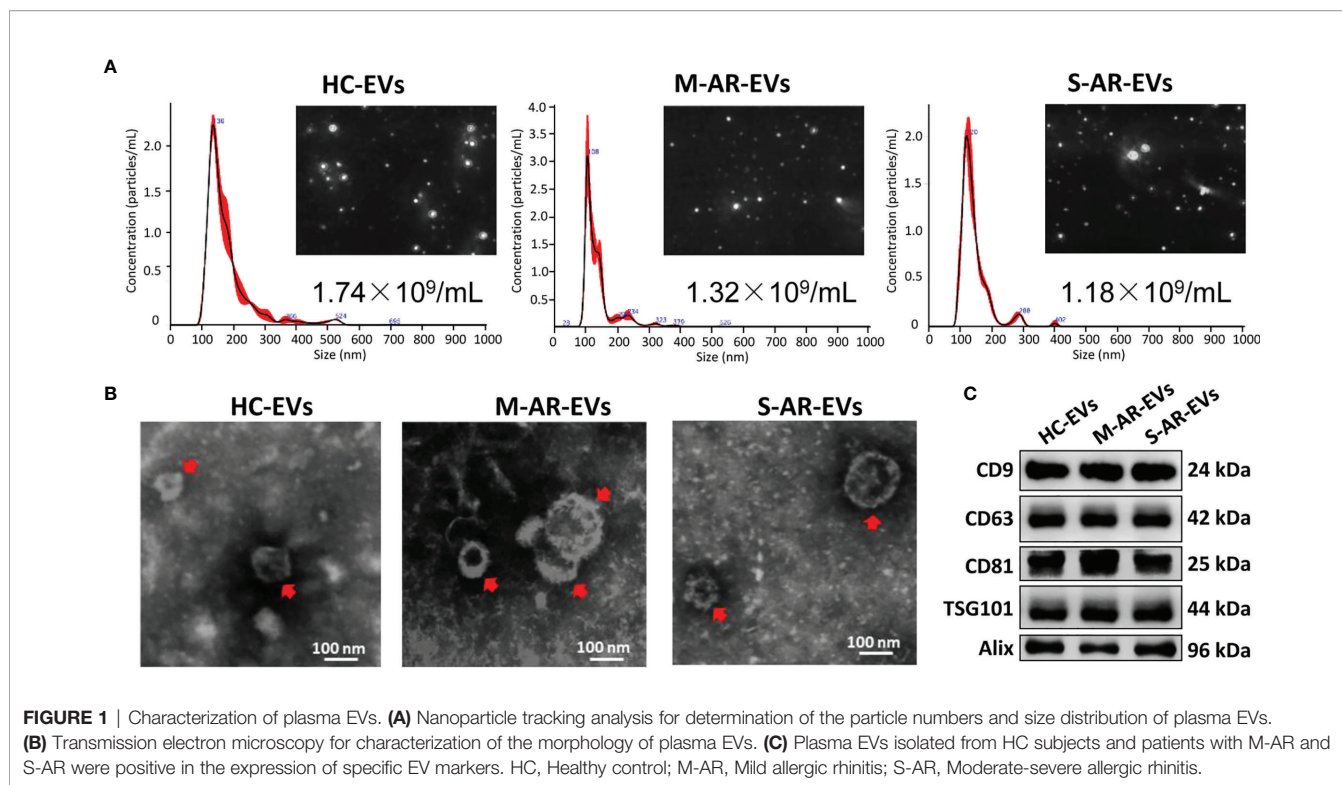 A
HC-EVs
M-AR-EVs
S-AR-EVs
Concentration (particles/mL)
2.0
1.5
1.0
0.5
0
524
0 100 200 300 400 500 600 700 800 900 1000
Size (nm)
1.74×10⁹/mL
Concentration (particles/mL)
4.0
3.5
3.0
2.5
2.0
1.5
1.0
0.5
323
0 100 200 300 400 500 600 700 800 900 1000
Size (nm)
1.32×10⁹/mL
Concentration (particles/mL)
2.0
1.5
1.0
0.5
0
0 100 200 300 400 500 600 700 800 900 1000
Size (nm)
1.18×10⁹/mL
B
HC-EVs
M-AR-EVs
S-AR-EVs
100 nm
100 nm
100 nm
C
HC-EVs
M-AR-EVs
S-AR-EVs
CD9 24 kDa
CD63 42 kDa
CD81 25 kDa
TSG101 44 kDa
Alix 96 kDa
FIGURE 1 | Characterization of plasma EVs. (A) Nanoparticle tracking analysis for determination of the particle numbers and size distribution of plasma EVs.
(B) Transmission electron microscopy for characterization of the morphology of plasma EVs. (C) Plasma EVs isolated from HC subjects and patients with M-AR and
S-AR were positive in the expression of specific EV markers. HC, Healthy control; M-AR, Mild allergic rhinitis; S-AR, Moderate-severe allergic rhinitis.